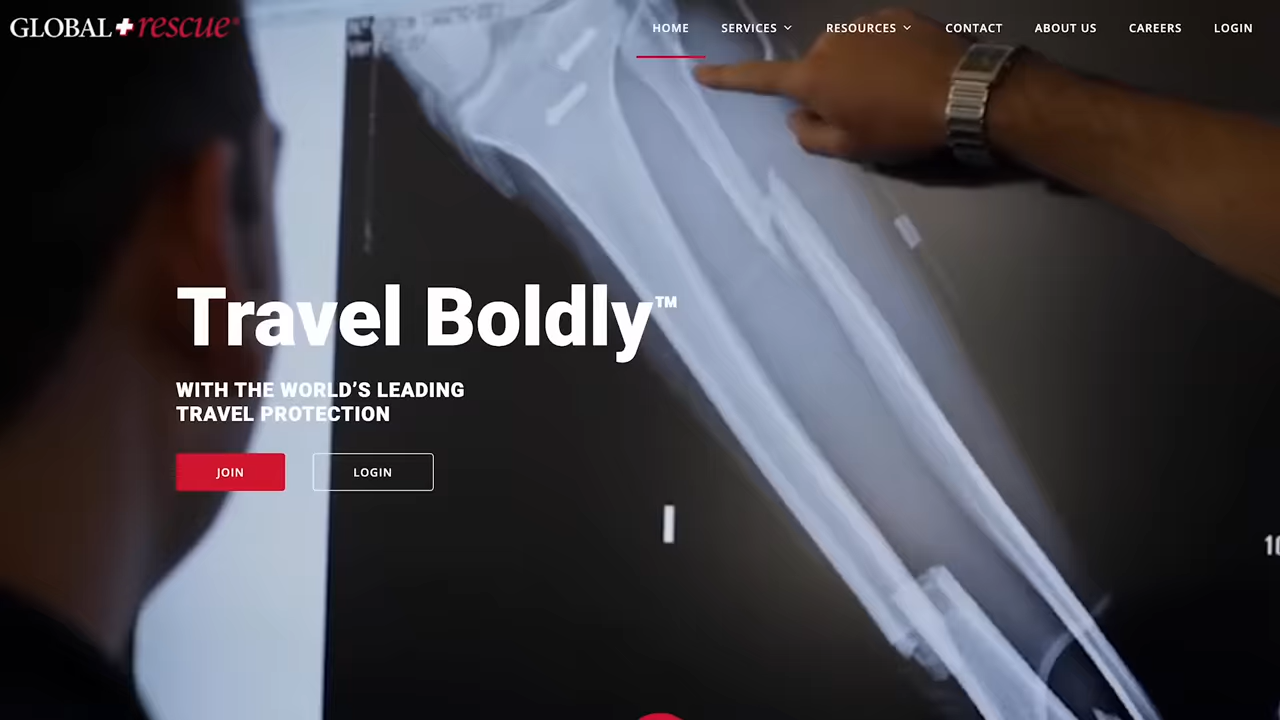 GLOBAL rescue®
HOME
SERVICES
RESOURCES
CONTACT
ABOUT US
CAREERS
LOGIN
Travel Boldly™
WITH THE WORLD'S LEADING
TRAVEL PROTECTION
JOIN
LOGIN